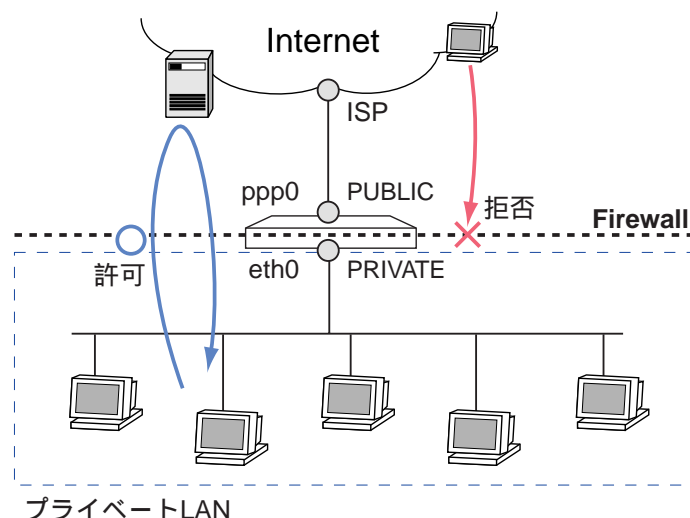 Internet
ISP
ppp0 PUBLIC
拒否
Firewall
許可
eth0 PRIVATE
プライベートLAN